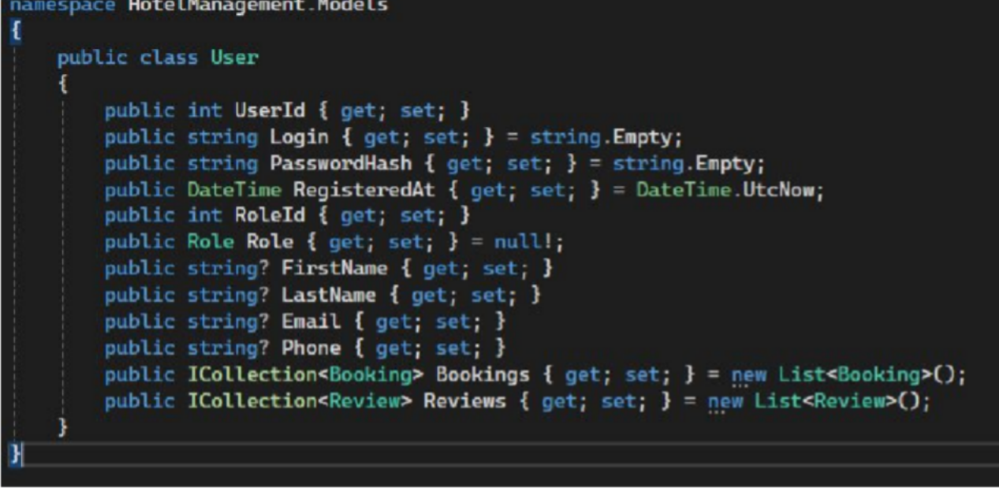 namespace HotelManagement.Models
{
public class User
{
public int UserId { get; set; }
public string Login { get; set; } = string.Empty;
public string PasswordHash { get; set; } = string.Empty;
public DateTime RegisteredAt { get; set; } = DateTime.UtcNow;
public int RoleId { get; set; }
public Role Role { get; set; } = null!;
public string? FirstName { get; set; }
public string? LastName { get; set; }
public string? Email { get; set; }
public string? Phone { get; set; }
public ICollection<Booking> Bookings { get; set; } = new List<Booking>();
public ICollection<Review> Reviews { get; set; } = new List<Review>();
}
}